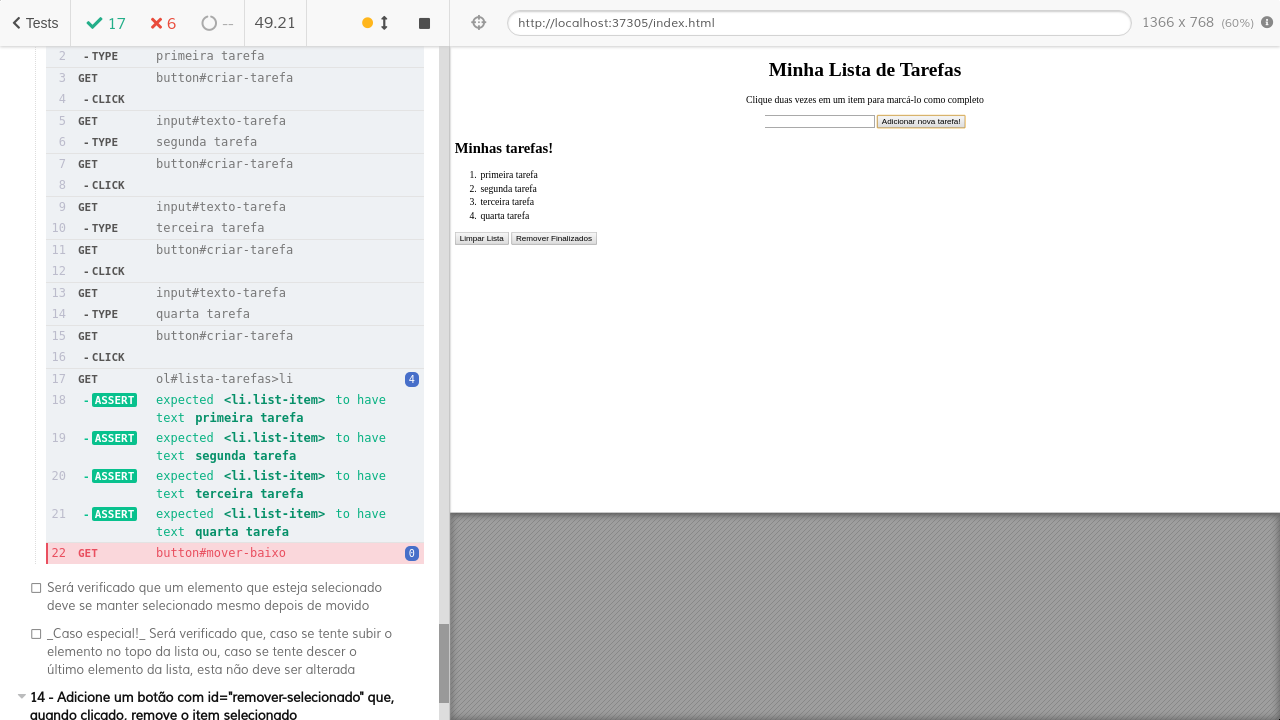 Tests
17
6
--
49.21
http://localhost:37305/index.html
1366 x 768 (60%)
2 - TYPE primeira tarefa
3 GET button#criar-tarefa
4 - CLICK
5 GET input#texto-tarefa
6 - TYPE segunda tarefa
7 GET button#criar-tarefa
8 - CLICK
9 GET input#texto-tarefa
10 - TYPE terceira tarefa
11 GET button#criar-tarefa
12 - CLICK
13 GET input#texto-tarefa
14 - TYPE quarta tarefa
15 GET button#criar-tarefa
16 - CLICK
17 GET ol#lista-tarefas>li 4
18 - ASSERT expected <li.list-item> to have
text primeira tarefa
19 - ASSERT expected <li.list-item> to have
text segunda tarefa
20 - ASSERT expected <li.list-item> to have
text terceira tarefa
21 - ASSERT expected <li.list-item> to have
text quarta tarefa
22 GET button#mover-baixo 0
Será verificado que um elemento que esteja selecionado
deve se manter selecionado mesmo depois de movido
_Caso especial!_ Será verificado que, caso se tente subir o
elemento no topo da lista ou, caso se tente descer o
último elemento da lista, esta não deve ser alterada
14 - Adicione um botão com id="remover-selecionado" que,
quando clicado, remove o item selecionado
Minha Lista de Tarefas
Clique duas vezes em um item para marcá-lo como completo
Adicionar nova tarefa!
Minhas tarefas!
1. primeira tarefa
2. segunda tarefa
3. terceira tarefa
4. quarta tarefa
Limpar Lista Remover Finalizados